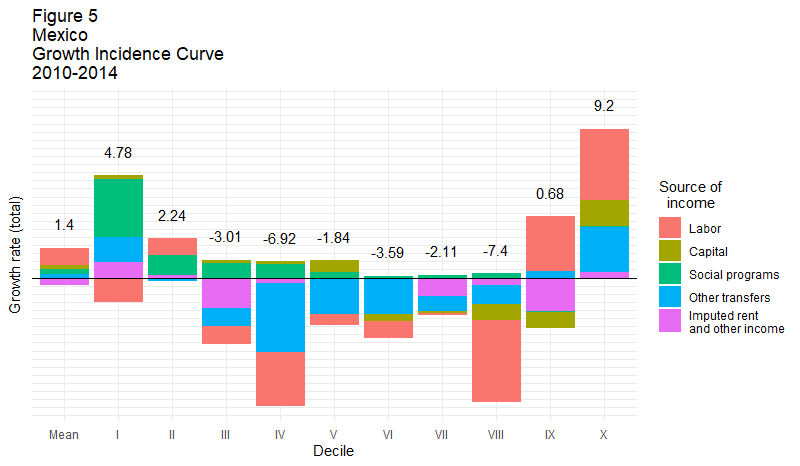 Figure 5
Mexico
Growth Incidence Curve
2010-2014
9.2
4.78
0.68
2.24
1.4
-3.01
-6.92
-1.84
-3.59
-2.11
-7.4
Growth rate (total)
Source of
income
Labor
Capital
Social programs
Other transfers
Imputed rent
and other income
Mean I II III IV V VI VII VIII IX X
Decile